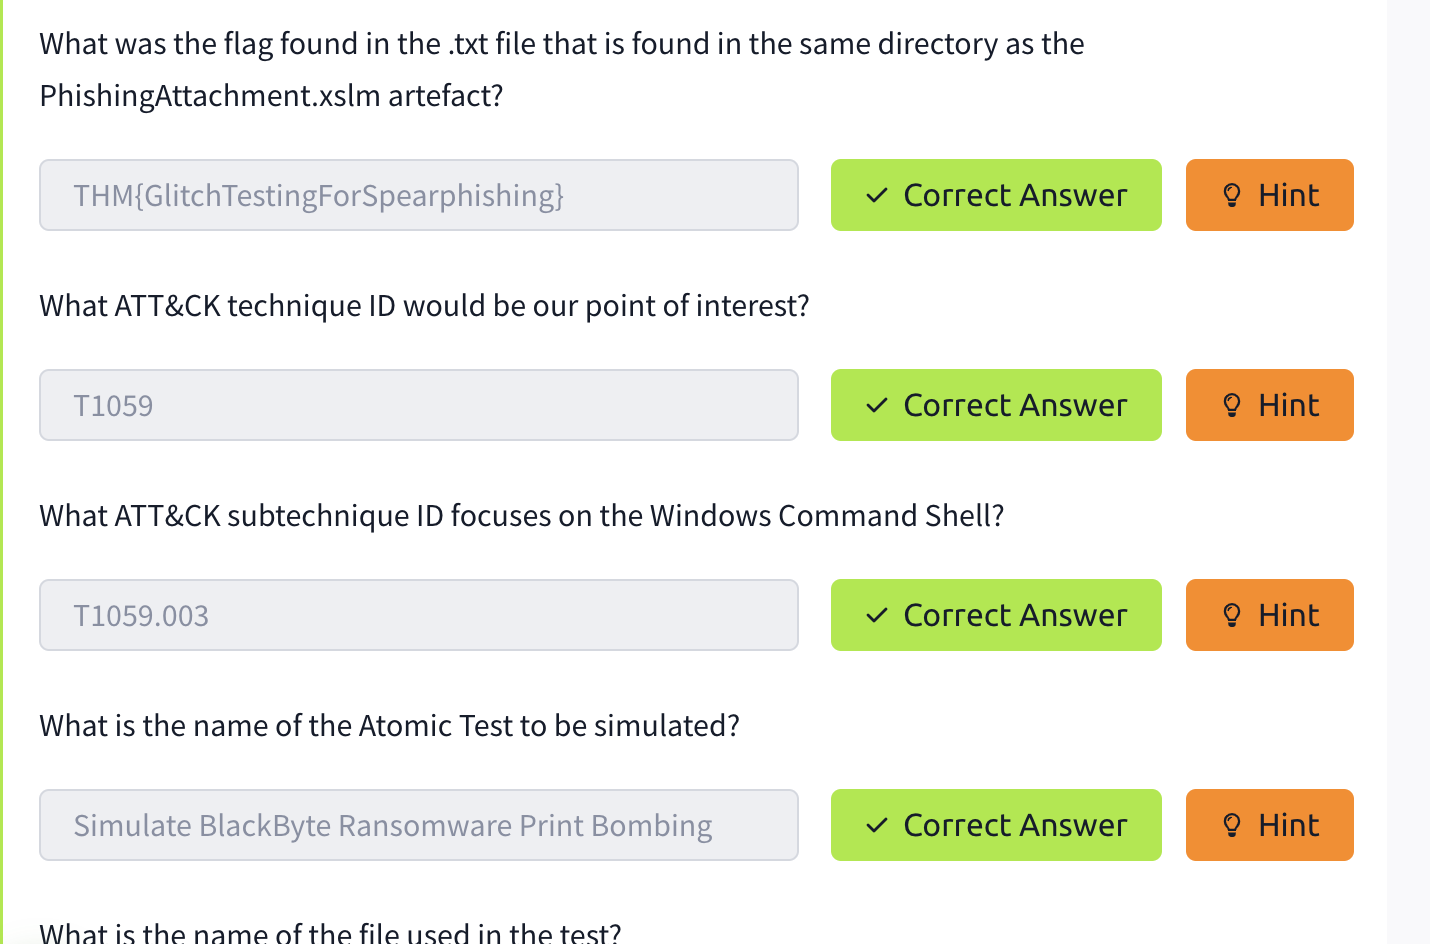 What was the flag found in the .txt file that is found in the same directory as the
PhishingAttachment.xslm artefact?
THM{GlitchTestingForSpearphishing}
Correct Answer
Hint
What ATT&CK technique ID would be our point of interest?
T1059
Correct Answer
Hint
What ATT&CK subtechnique ID focuses on the Windows Command Shell?
T1059.003
Correct Answer
Hint
What is the name of the Atomic Test to be simulated?
Simulate BlackByte Ransomware Print Bombing
Correct Answer
Hint
What is the name of the file used in the test?